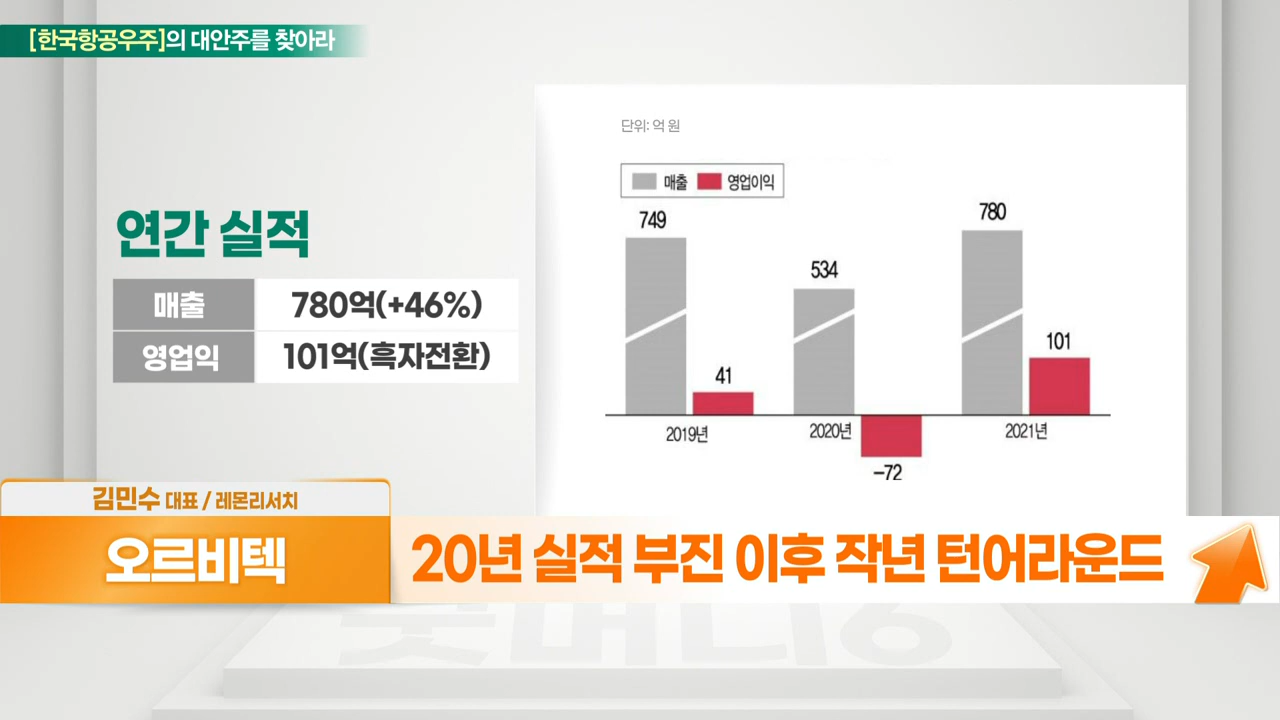 [한국항공우주]의 대안주를 찾아라
단위: 억 원
매출 영업이익
연간 실적
매출 780억(+46%)
영업익 101억(흑자전환)
749
41
2019년
534
-72
2020년
780
101
2021년
김민수 대표 / 레몬리서치
오르비텍
20년 실적 부진 이후 작년 턴어라운드
머니6